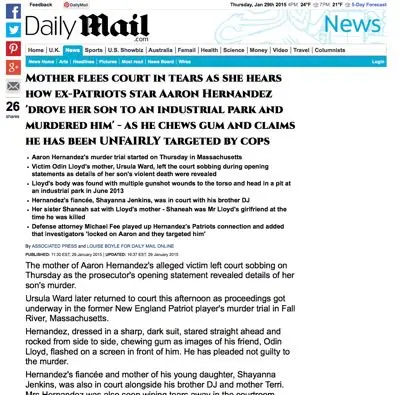 Daily Mail .com
Thursday, Jan 29th 2015 4PM 24°F 7PM 21°F 5-Day Forecast
News
Home U.K. News Sports U.S. Showbiz Australia Femail Health Science Money Video Travel Columnists
News Home Arts Headlines Pictures Most read News Board Wires
Login
26
shares
Mother flees court in tears as she hears
how ex-Patriots star Aaron Hernandez
'drove her son to an industrial park and
murdered him' - as he chews gum and claims
he has been UNFAIRLY targeted by cops
• Aaron Hernandez's murder trial started on Thursday in Massachusetts
• Victim Odin Lloyd's mother, Ursula Ward, left the court sobbing during opening
statements as details of her son's violent death were revealed
• Lloyd's body was found with multiple gunshot wounds to the torso and head in a pit at
an industrial park in June 2013
• Hernandez's fiancée, Shayanna Jenkins, was in court with his brother DJ
• Her sister Shaneah sat with Lloyd's mother - Shaneah was Mr Lloyd's girlfriend at the
time he was killed
• Defense attorney Michael Fee played up Hernandez's Patriots connection and added
that investigators 'locked on Aaron and they targeted him'
By ASSOCIATED PRESS and LOUISE BOYLE FOR DAILY MAIL ONLINE
PUBLISHED: 11:30 EST, 29 January 2015 | UPDATED: 16:37 EST, 29 January 2015
The mother of Aaron Hernandez's alleged victim left court sobbing on
Thursday as the prosecutor's opening statement revealed details of her
son's murder.
Ursula Ward later returned to court this afternoon as proceedings got
underway in the former New England Patriot player's murder trial in Fall
River, Massachusetts.
Hernandez, dressed in a sharp, dark suit, stared straight ahead and
rocked from side to side, chewing gum as images of his friend, Odin
Lloyd, flashed on a screen in front of him. He has pleaded not guilty to
the murder.
Hernandez's fiancée and mother of his young daughter, Shayanna
Jenkins, was also in court alongside his brother DJ and mother Terri.
Mrs Hernandez was also seen wiping tears away in the courtroom